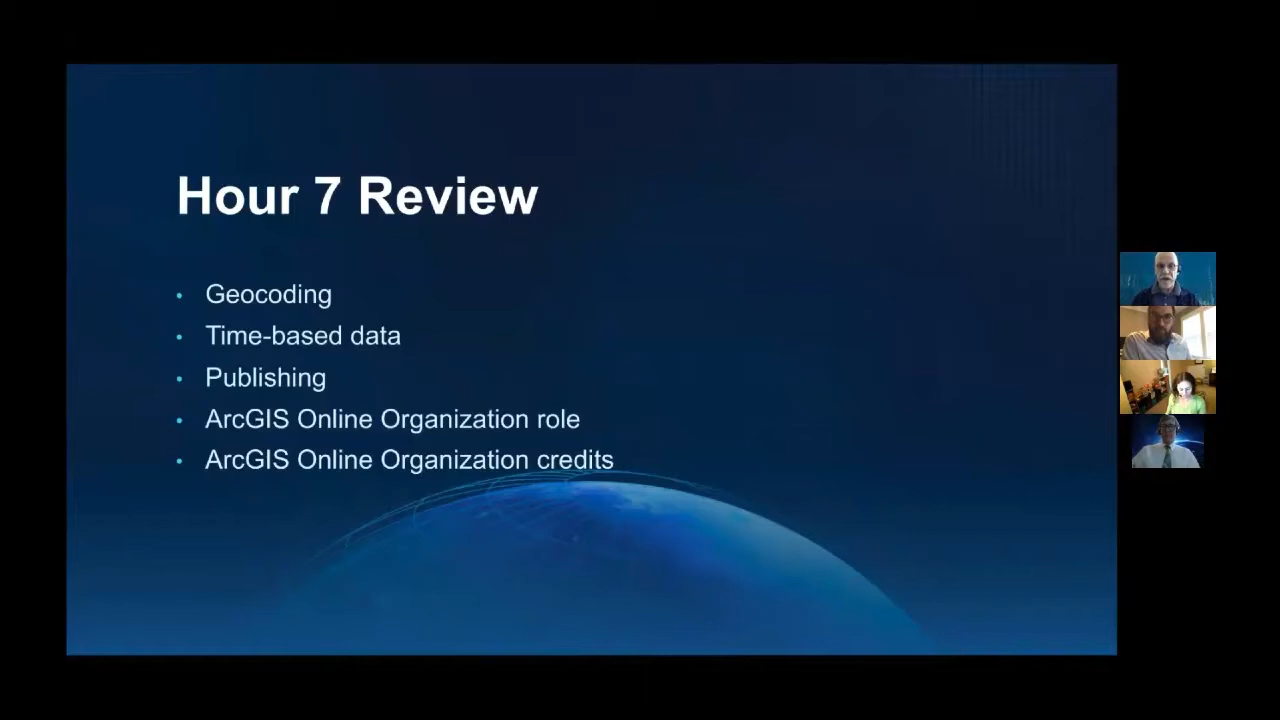 Hour 7 Review
• Geocoding
• Time-based data
• Publishing
• ArcGIS Online Organization role
• ArcGIS Online Organization credits